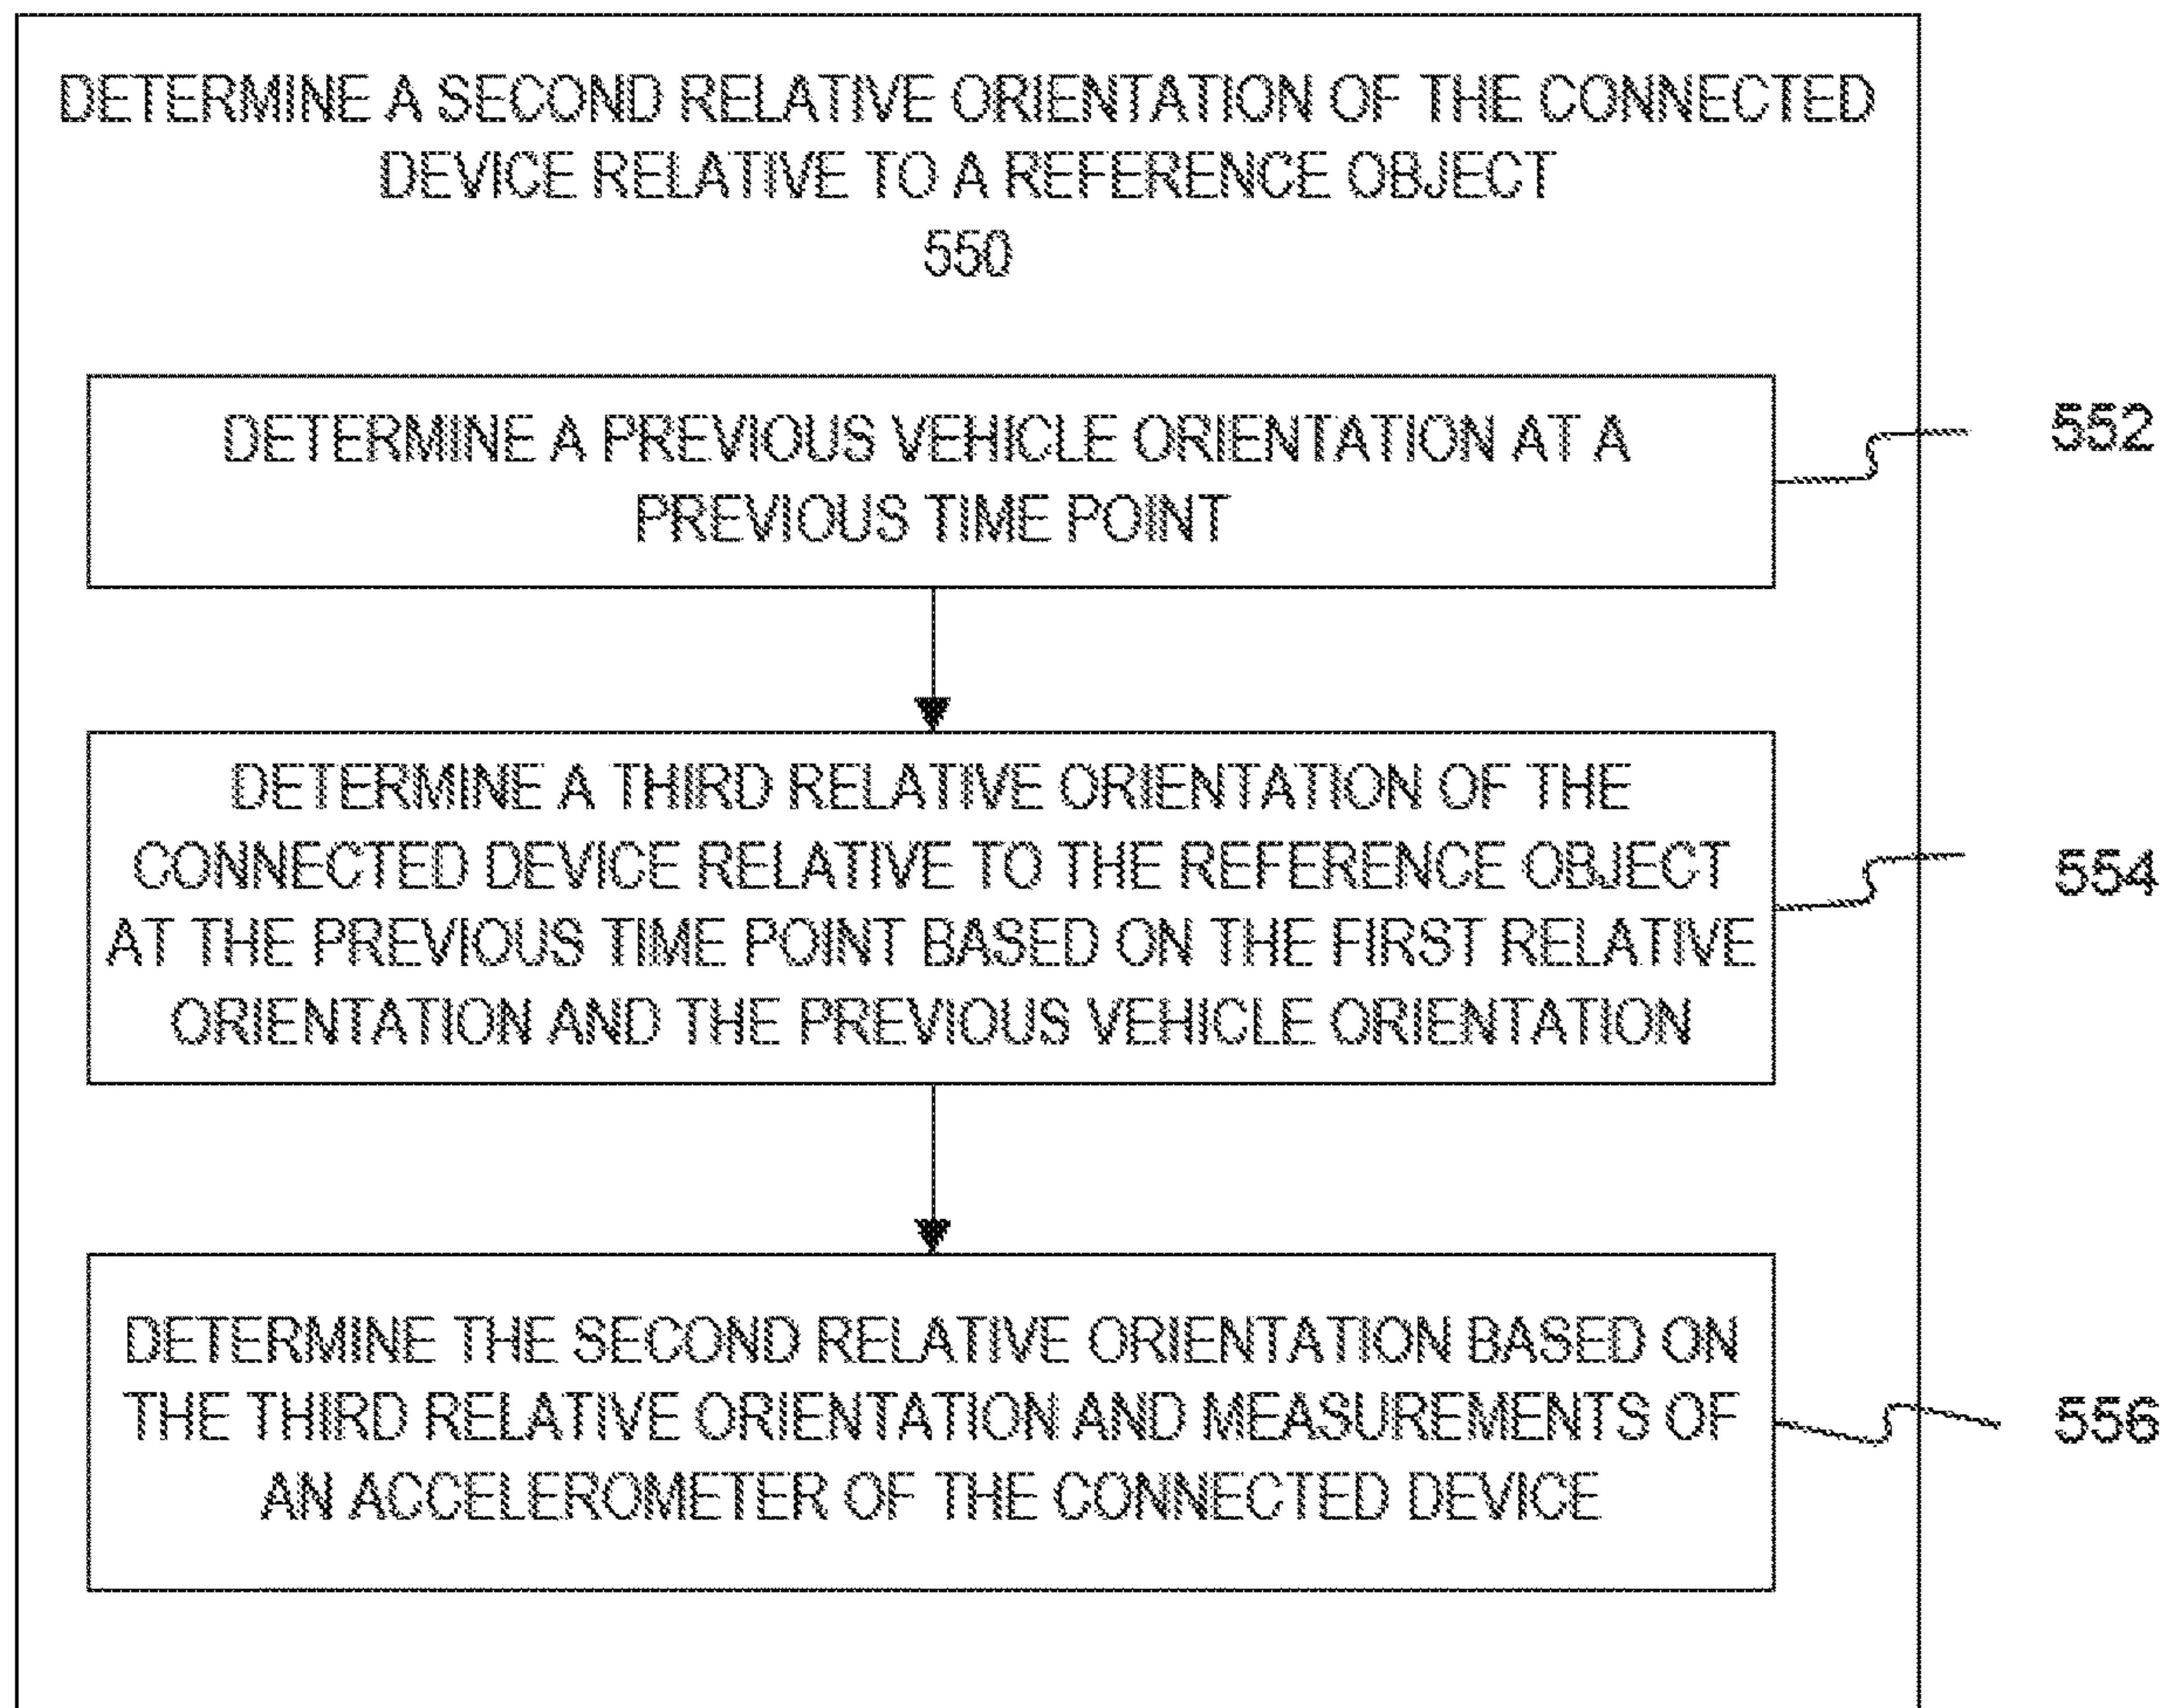 DETERMINE A SECOND RELATIVE ORIENTATION OF THE CONNECTED
DEVICE RELATIVE TO A REFERENCE OBJECT
550
DETERMINE A PREVIOUS VEHICLE ORIENTATION AT A
PREVIOUS TIME POINT
552
DETERMINE A THIRD RELATIVE ORIENTATION OF THE
CONNECTED DEVICE RELATIVE TO THE REFERENCE OBJECT
AT THE PREVIOUS TIME POINT BASED ON THE FIRST RELATIVE
ORIENTATION AND THE PREVIOUS VEHICLE ORIENTATION
554
DETERMINE THE SECOND RELATIVE ORIENTATION BASED ON
THE THIRD RELATIVE ORIENTATION AND MEASUREMENTS OF
AN ACCELEROMETER OF THE CONNECTED DEVICE
556